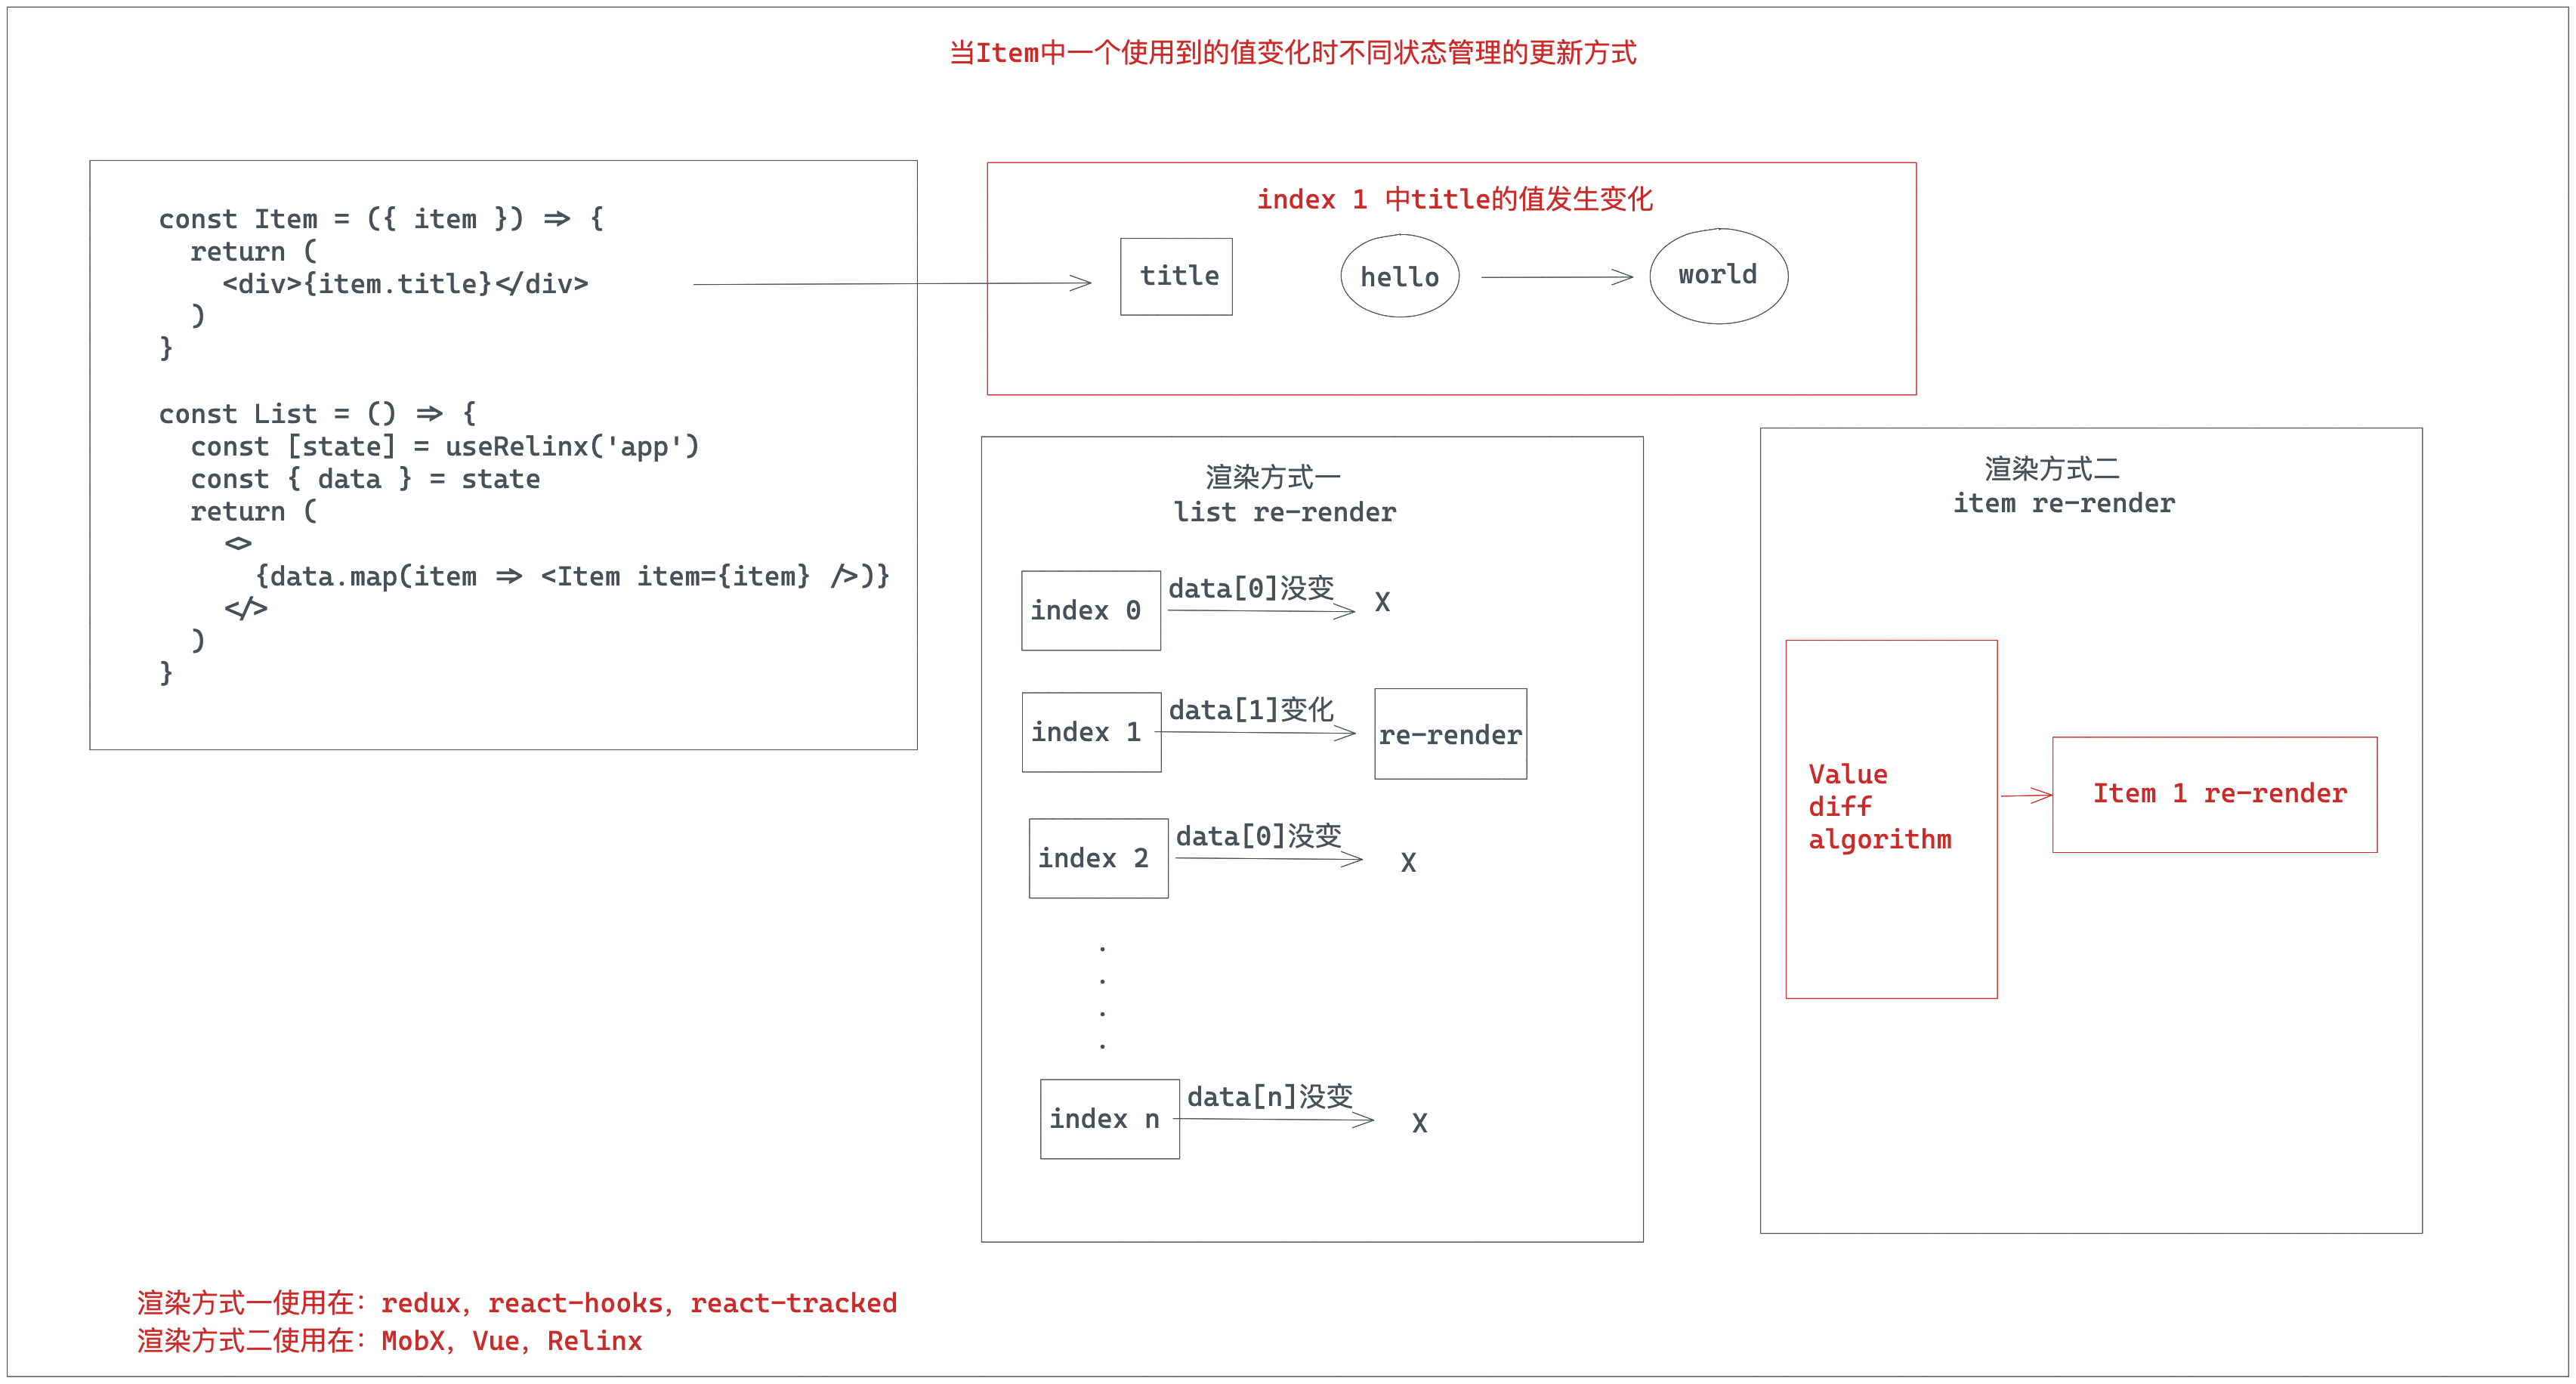 当Item中一个使用到的值变化时不同状态管理的更新方式
const Item = ({ item }) => {
  return (
    <div>{item.title}</div>
  )
}
const List = () => {
  const [state] = useRelinx('app')
  const { data } = state
  return (
    <>
      {data.map(item => <Item item={item} />)}
    </>
  )
}
index 1 中title的值发生变化
title
hello
world
渲染方式一
list re-render
index 0
data[0]没变
X
index 1
data[1]变化
re-render
index 2
data[0]没变
X
.
.
.
.
index n
data[n]没变
X
渲染方式二
item re-render
Value
diff
algorithm
Item 1 re-render
渲染方式一使用在：redux, react-hooks, react-tracked
渲染方式二使用在：MobX, Vue, Relinx